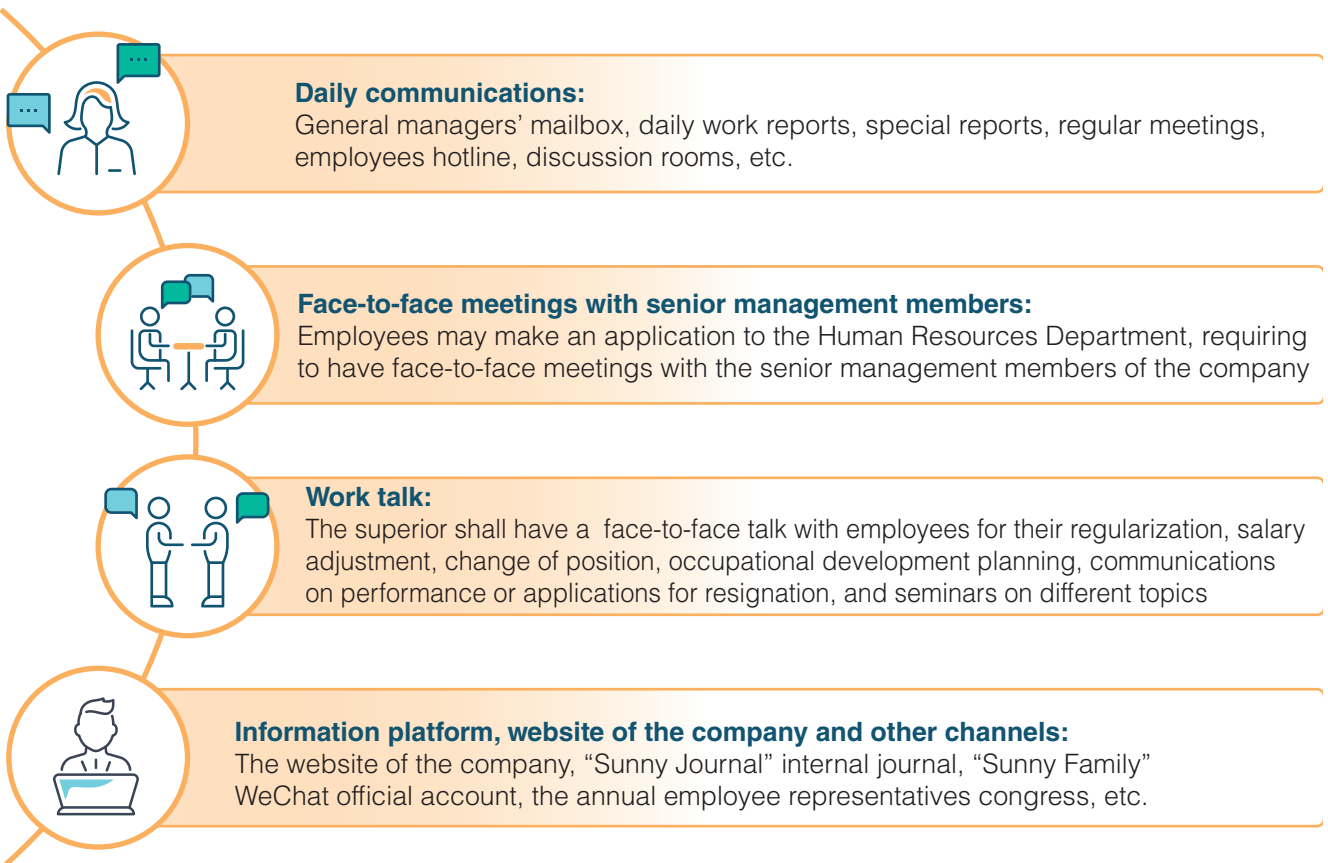 Daily communications:
General managers’ mailbox, daily work reports, special reports, regular meetings,
employees hotline, discussion rooms, etc.
Face-to-face meetings with senior management members:
Employees may make an application to the Human Resources Department, requiring
to have face-to-face meetings with the senior management members of the company
Work talk:
The superior shall have a face-to-face talk with employees for their regularization, salary
adjustment, change of position, occupational development planning, communications
on performance or applications for resignation, and seminars on different topics
Information platform, website of the company and other channels:
The website of the company, “Sunny Journal” internal journal, “Sunny Family”
WeChat official account, the annual employee representatives congress, etc.